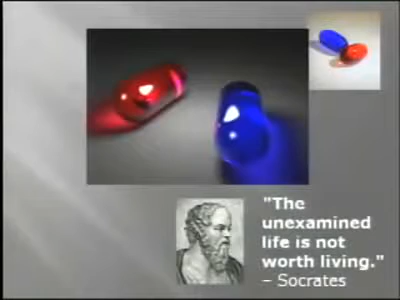 "The
unexamined
life is not
worth living."
– Socrates